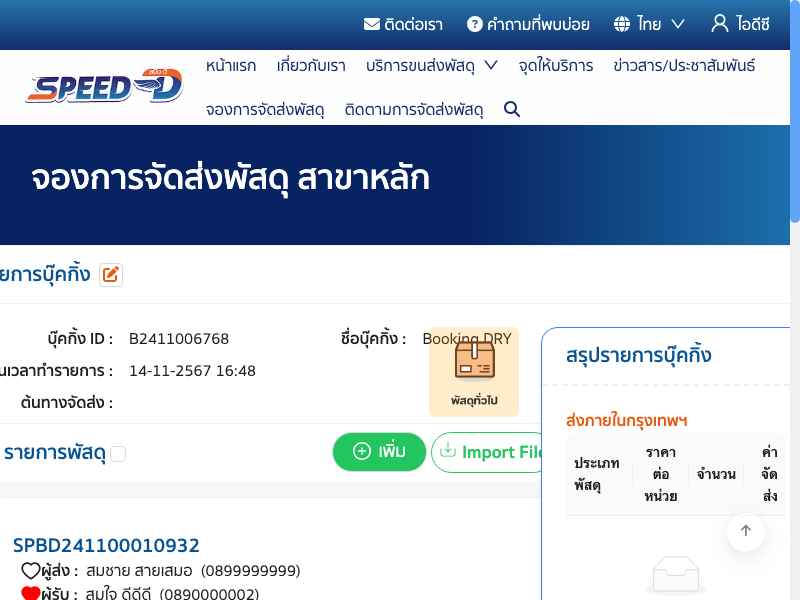 ติดต่อเรา คำถามที่พบบ่อย ไทย ไอดีซี
SPEED D
สปีด-ดี
หน้าแรก เกี่ยวกับเรา บริการขนส่งพัสดุ จุดให้บริการ ข่าวสาร/ประชาสัมพันธ์
จองการจัดส่งพัสดุ ติดตามการจัดส่งพัสดุ
จองการจัดส่งพัสดุ สาขาหลัก
ยการบุ๊คกิ้ง
บุ๊คกิ้ง ID : B2411006768 ชื่อบุ๊คกิ้ง : Booking DRY
นเวลาทำรายการ : 14-11-2567 16:48
ต้นทางจัดส่ง :
พัสดุทั่วไป
รายการพัสดุ
เพิ่ม
Import File
SPBD241100010932
ผู้ส่ง : สมชาย สายเสมอ (0899999999)
ผู้รับ : สมใจ ดีดีดี (0890000002)
สรุปรายการบุ๊คกิ้ง
ส่งภายในกรุงเทพฯ
ประเภทพัสดุ ราคาต่อหน่วย จำนวน ค่าจัดส่ง